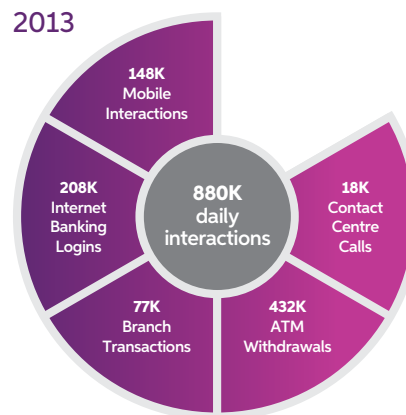 2013
148K
Mobile
Interactions
208K
Internet
Banking
Logins
880K
daily
interactions
18K
Contact
Centre
Calls
77K
Branch
Transactions
432K
ATM
Withdrawals